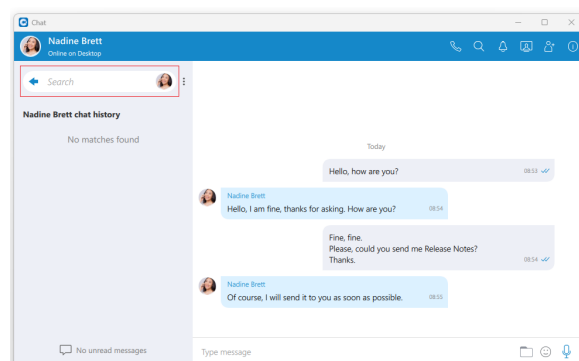 Chat
Nadine Brett
Online on Desktop
Search
Nadine Brett chat history
No matches found
No unread messages
Today
Hello, how are you?
08:53
Nadine Brett
Hello, I am fine, thanks for asking. How are you?
08:54
Fine, fine.
Please, could you send me Release Notes?
Thanks.
08:54
Nadine Brett
Of course, I will send it to you as soon as possible.
08:55
Type message